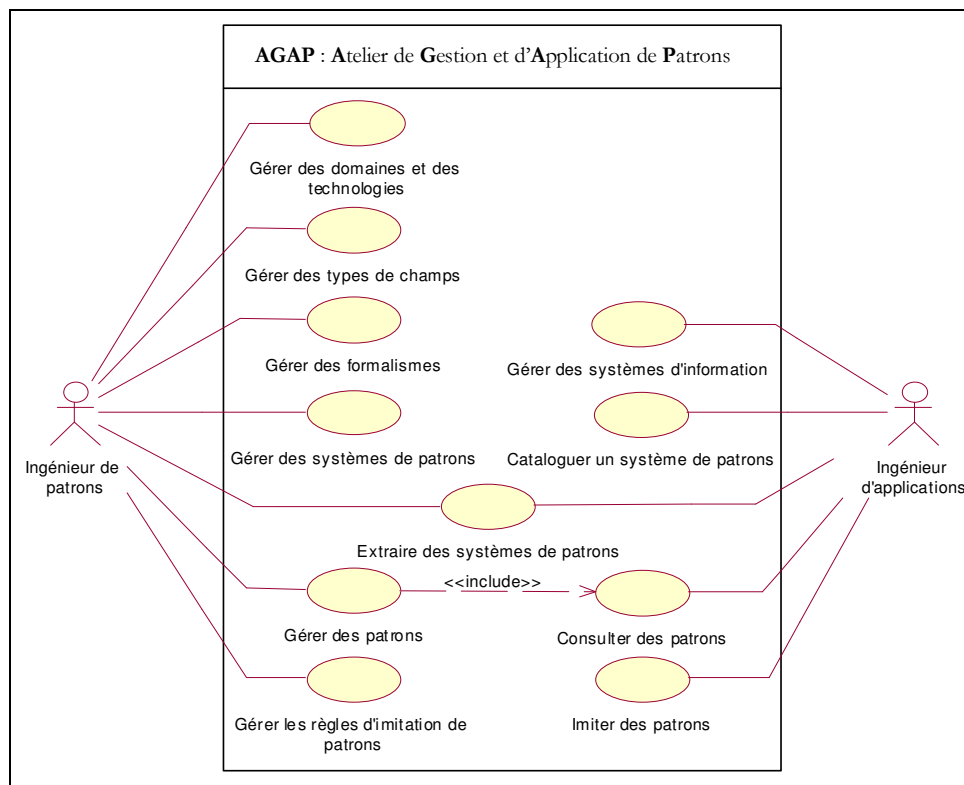 AGAP : Atelier de Gestion et d'Application de Patrons
Gérer des domaines et des
technologies
Gérer des types de champs
Gérer des formalismes
Gérer des systèmes d'information
Gérer des systèmes de patrons
Cataloguer un système de patrons
Ingénieur de
patrons
Ingénieur
d'applications
Extraire des systèmes de patrons
<<include>>
Gérer des patrons
Consulter des patrons
Gérer les règles d'imitation de
patrons
Imiter des patrons